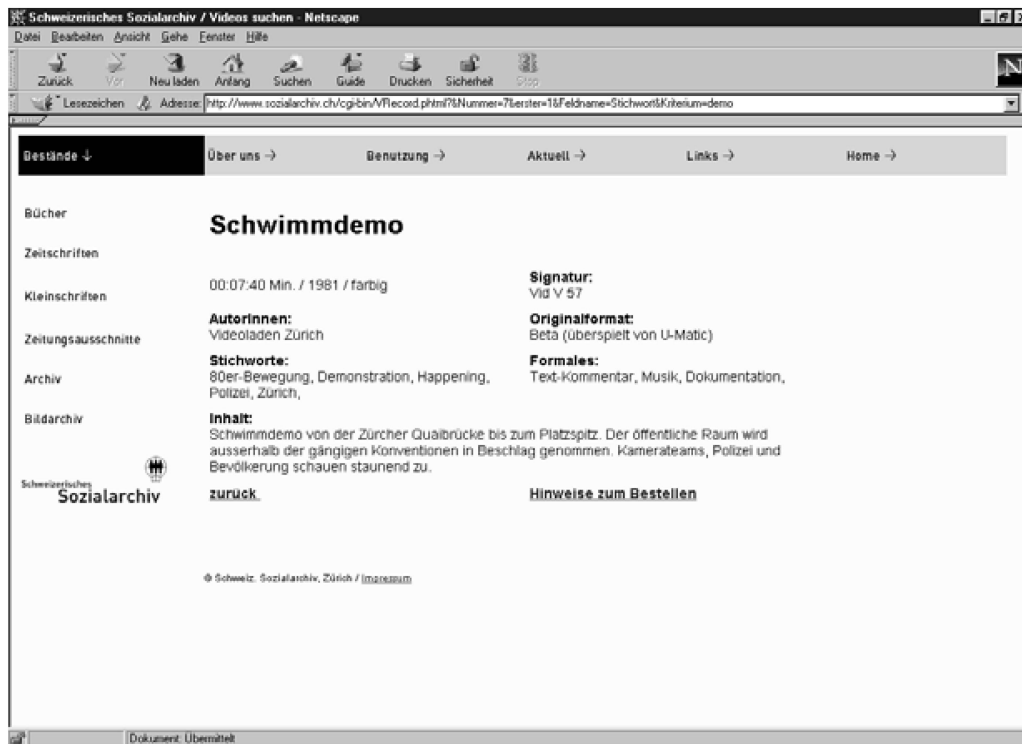 Schweizerisches Sozialarchiv / Videos suchen - Netscape
Datei Bearbeiten Ansicht Gehe Fenster Hilfe
Zurück Vor Neu laden Anfang Suchen Guide Drucken Sicherheit Stop
N
Lesezeichen Adresse: http://www.sozialarchiv.ch/cgi-bin/VRecord.phtml?&Nummer=7&erster=1&Feldname=Stichwort&Kriterium=demo
Bestände ↓ Über uns → Benutzung → Aktuell → Links → Home →
Bücher
Zeitschriften
Kleinschriften
Zeitungsausschnitte
Archiv
Bildarchiv
Schweizerisches
Sozialarchiv
Schwimmdemo
00:07:40 Min. / 1981 / farbig
Signatur:
Vid V 57
AutorInnen:
Videoladen Zürich
Originalformat:
Beta (überspielt von U-Matic)
Stichworte:
80er-Bewegung, Demonstration, Happening,
Polizei, Zürich,
Formales:
Text-Kommentar, Musik, Dokumentation,
Inhalt:
Schwimmdemo von der Zürcher Quaibrücke bis zum Platzspitz. Der öffentliche Raum wird
ausserhalb der gängigen Konventionen in Beschlag genommen. Kamerateams, Polizei und
Bevölkerung schauen staunend zu.
zurück
Hinweise zum Bestellen
© Schweiz. Sozialarchiv, Zürich / Impressum
Dokument: Übermittelt